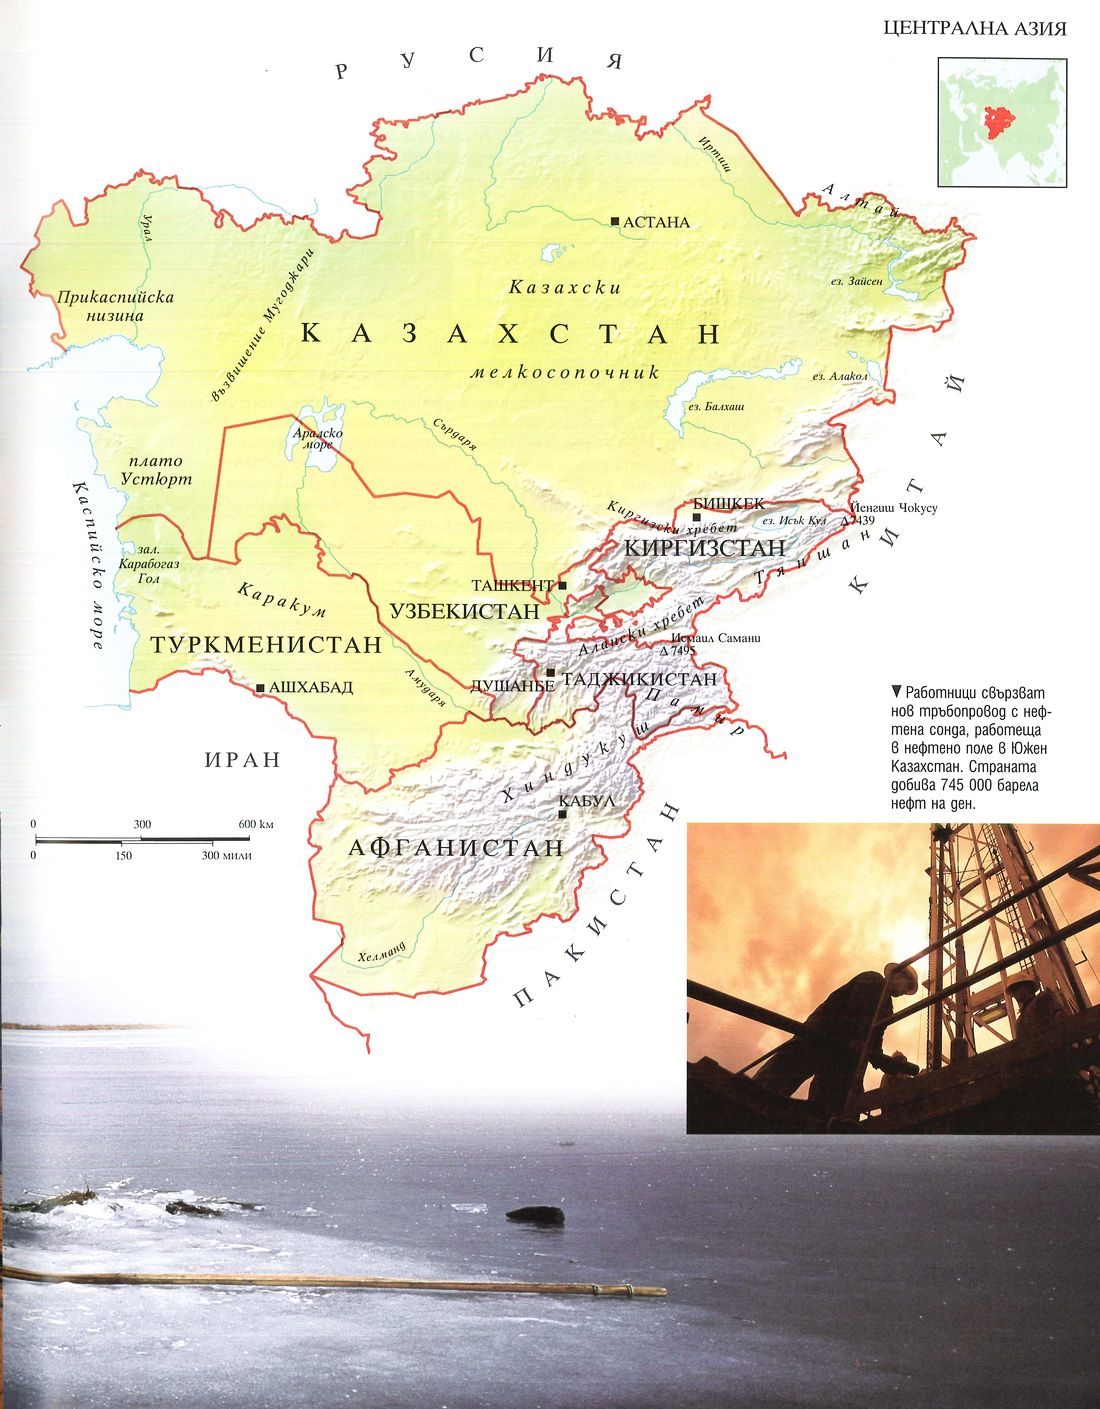 ЦЕНТРАЛНА АЗИЯ
РУСИЯ
Иртиш
Алтай
Урал
АСТАНА
Прикаспийска
низина
възвишение Мугоджари
Казахски
ез. Зайсен
КАЗАХСТАН
мелкосопочник
ез. Алакол
ез. Балхаш
КИТАЙ
Аралско
море
Сърдаря
плато
Устюрт
Каспийско море
БИШКЕК
Киргизки хребет
ез. Исък Кул
Йенгиш Чокусу
Δ7439
КИРГИЗСТАН
Тяншан
зал.
Карабогаз
Гол
Каракум
ТАШКЕНТ
УЗБЕКИСТАН
ТУРКМЕНИСТАН
Алайски хребет
Исмаил Самани
Δ 7495
АШХАБАД
Амударя
ДУШАНБЕ
ТАДЖИКИСТАН
Памир
ИРАН
Хиндукуш
КАБУЛ
АФГАНИСТАН
ПАКИСТАН
Хелманд
0 300 600 km
0 150 300 МИЛИ
▼ Работници свързват
нов тръбопровод с неф-
тена сонда, работеща
в нефтено поле в Южен
Казахстан. Страната
добива 745 000 барела
нефт на ден.